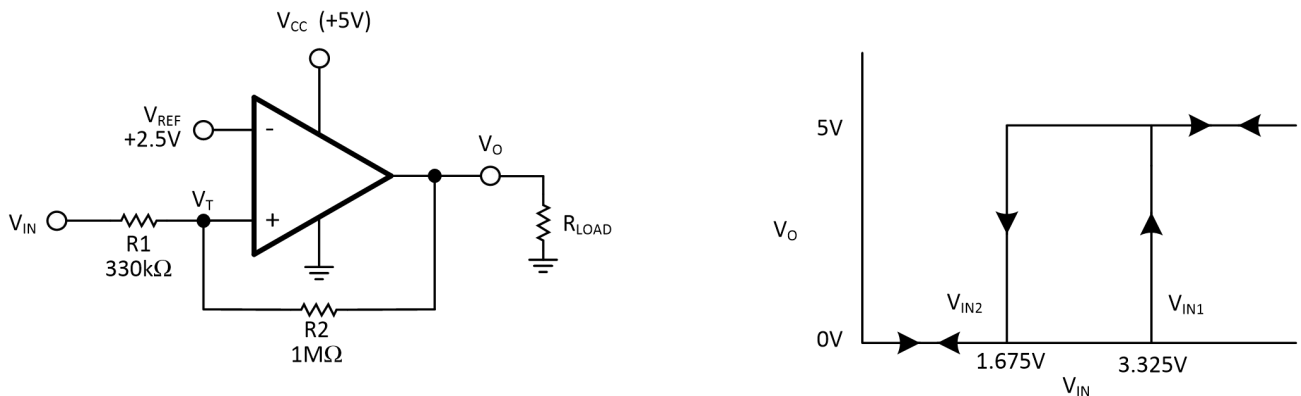 VCC (+5V)
VREF
+2.5V
-
VO
VT
VIN
+
R1
330kΩ
RLOAD
R2
1MΩ
5V
VO
VIN2
VIN1
0V
1.675V
3.325V
VIN